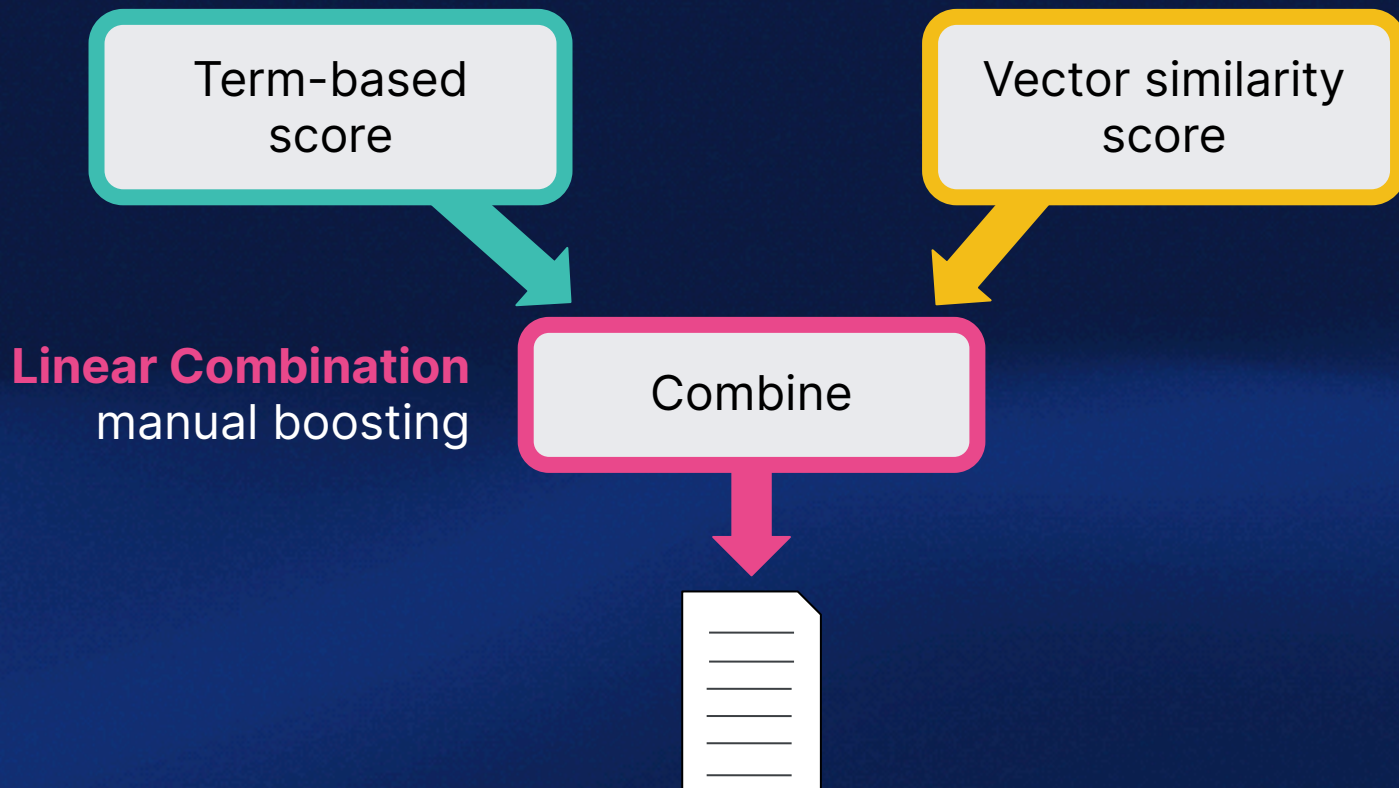 Term-based
score
Vector similarity
score
Linear Combination
manual boosting
Combine